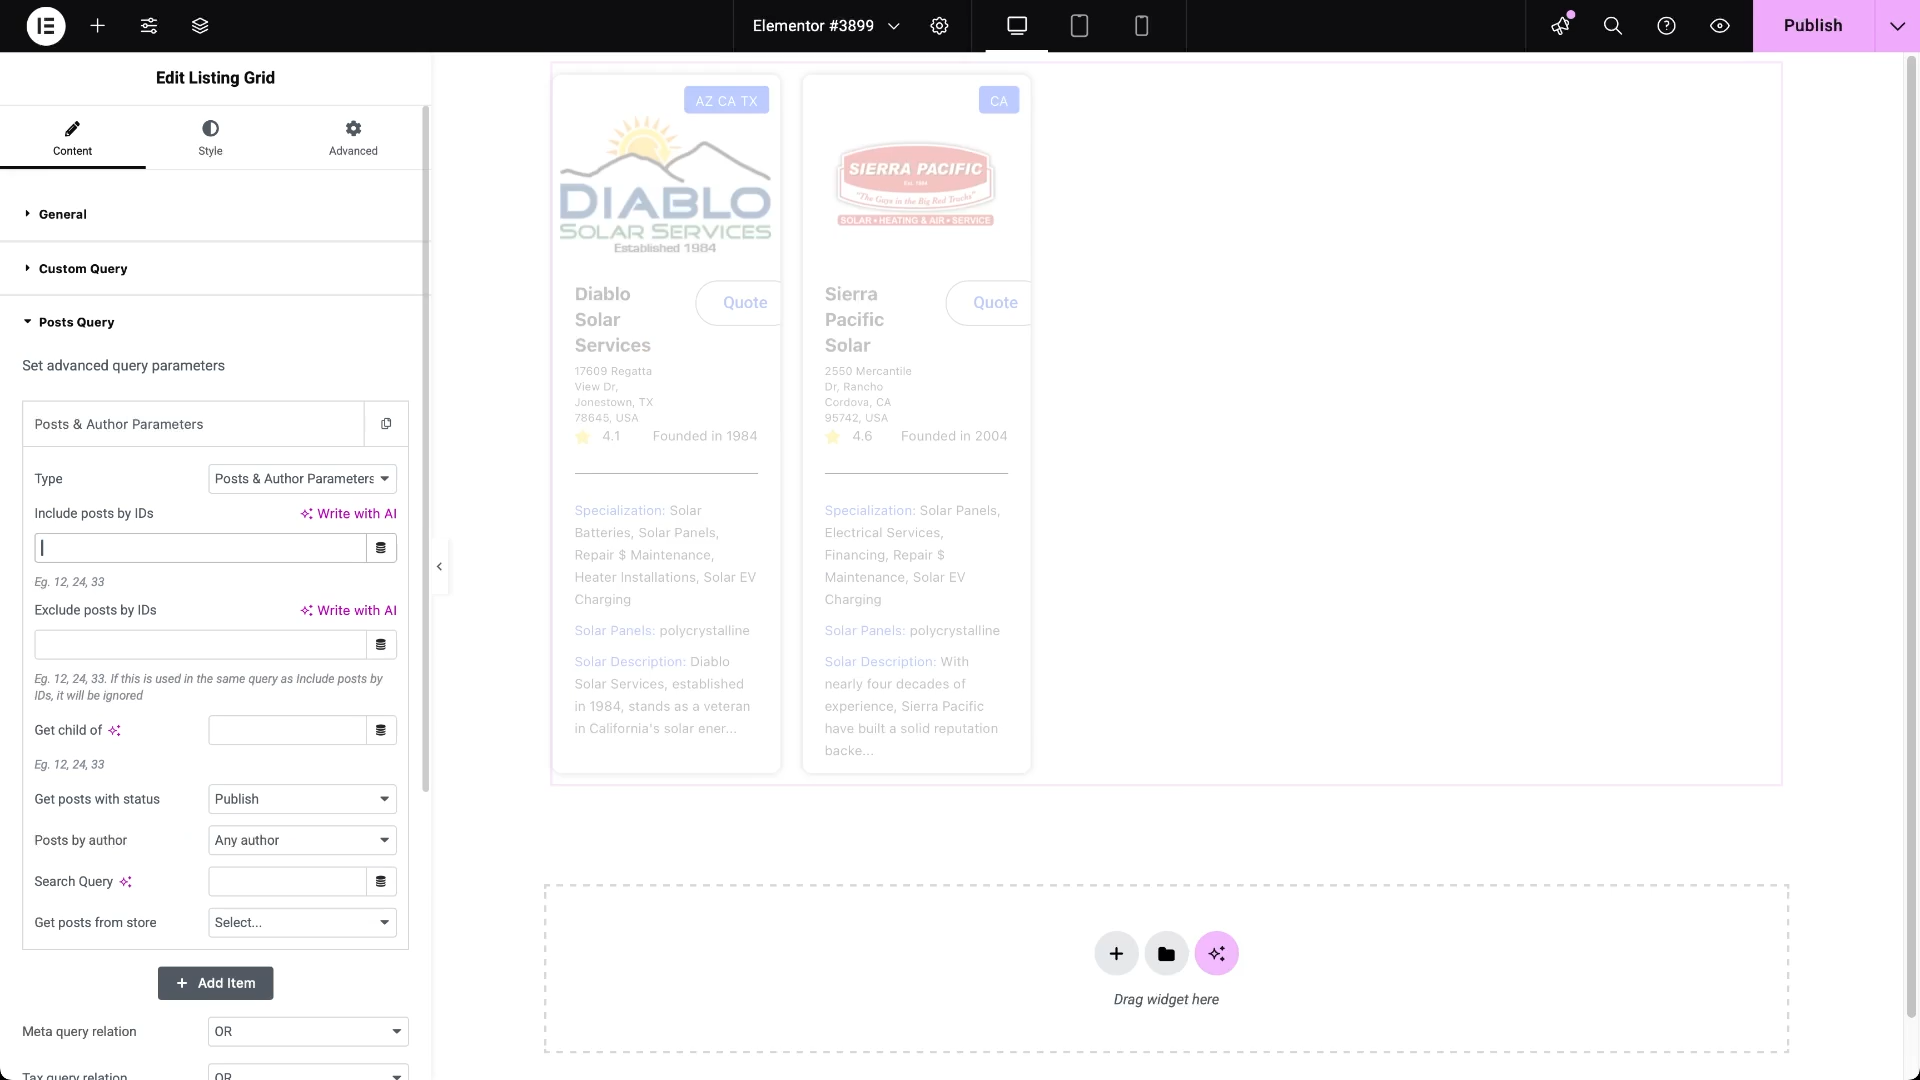 Elementor #3899
Publish
Edit Listing Grid
Content
Style
Advanced
General
Custom Query
Posts Query
Set advanced query parameters
Posts & Author Parameters
Type
Posts & Author Parameters
Include posts by IDs
Write with AI
Eg. 12, 24, 33
Exclude posts by IDs
Write with AI
Eg. 12, 24, 33. If this is used in the same query as Include posts by
IDs, it will be ignored
Get child of
Eg. 12, 24, 33
Get posts with status
Publish
Posts by author
Any author
Search Query
Get posts from store
Select...
+ Add Item
Meta query relation
OR
Tax query relation
OR
AZ CA TX
DIABLO
SOLAR SERVICES
Established 1984
Diablo
Solar
Services
Quote
17609 Regatta
View Dr,
Jonestown, TX
78645, USA
4.1
Founded in 1984
Specialization: Solar
Batteries, Solar Panels,
Repair $ Maintenance,
Heater Installations, Solar EV
Charging
Solar Panels: polycrystalline
Solar Description: Diablo
Solar Services, established
in 1984, stands as a veteran
in California's solar ener...
CA
SIERRA PACIFIC
Est. 1984
"The Guys in the Big Red Trucks"
SOLAR • HEATING & AIR • SERVICE
Sierra
Pacific
Solar
Quote
2550 Mercantile
Dr, Rancho
Cordova, CA
95742, USA
4.6
Founded in 2004
Specialization: Solar Panels,
Electrical Services,
Financing, Repair $
Maintenance, Solar EV
Charging
Solar Panels: polycrystalline
Solar Description: With
nearly four decades of
experience, Sierra Pacific
have built a solid reputation
backe...
Drag widget here